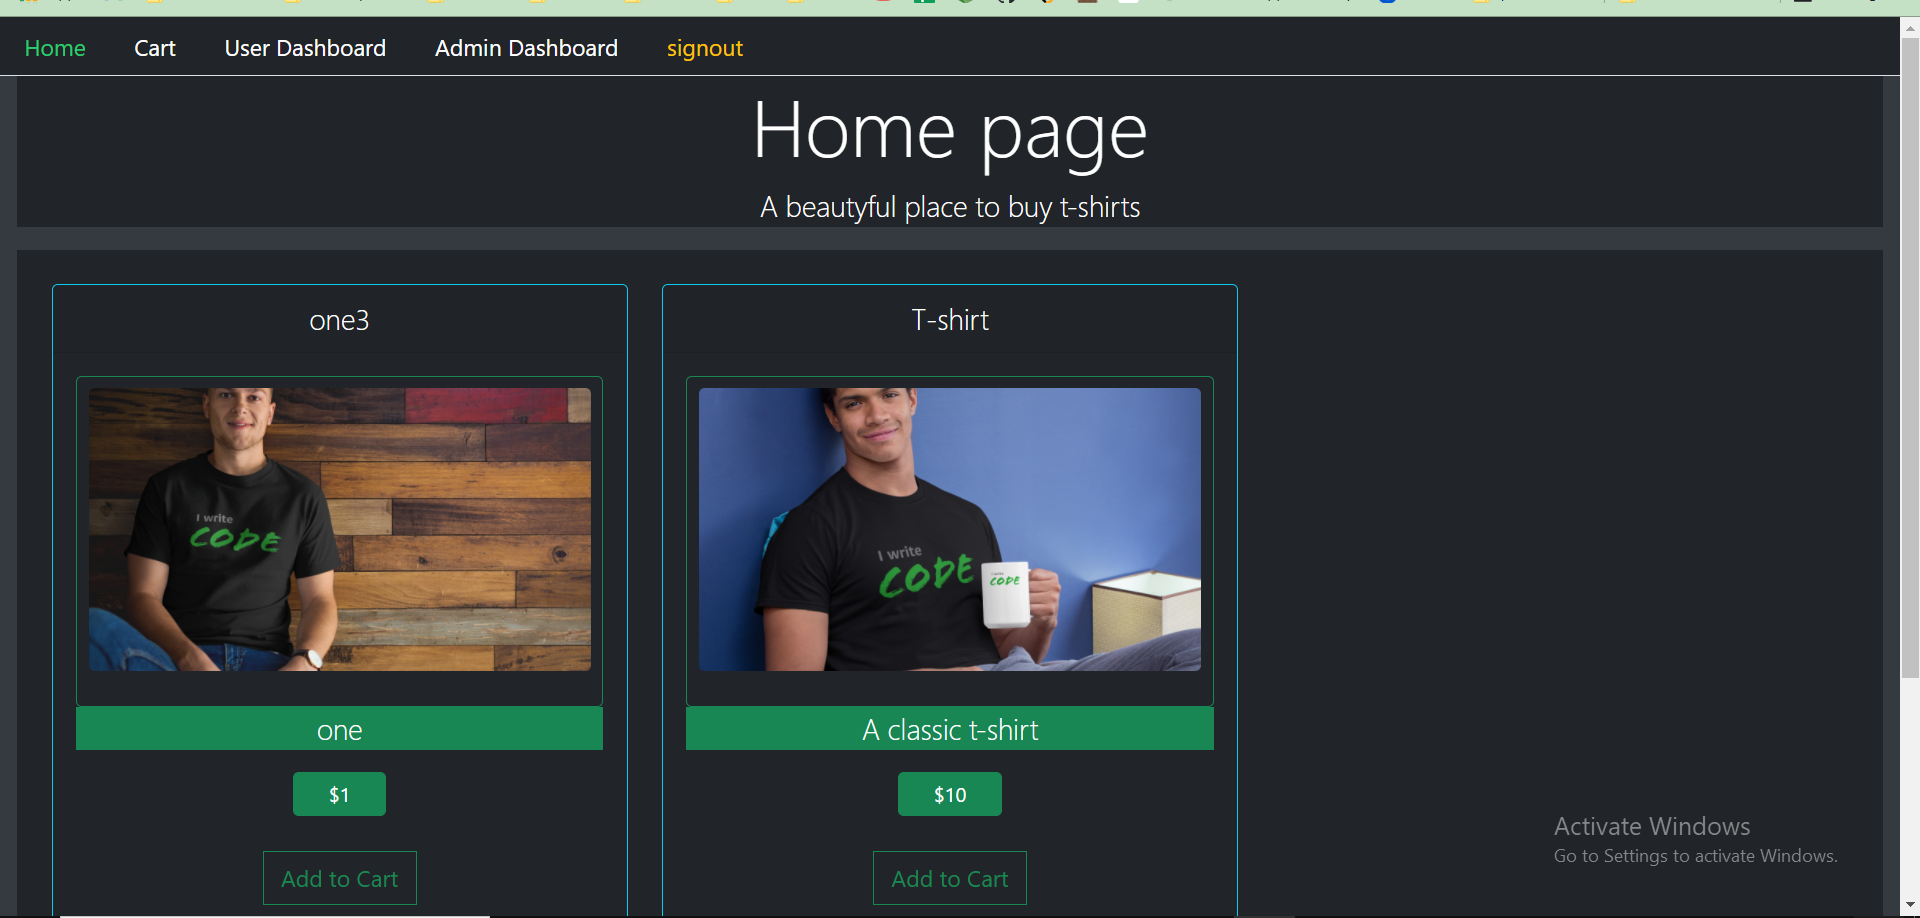 Home Cart User Dashboard Admin Dashboard signout
Home page
A beautyful place to buy t-shirts
one3
I write
CODE
one
$1
Add to Cart
T-shirt
I write
CODE
I write
CODE
A classic t-shirt
$10
Add to Cart
Activate Windows
Go to Settings to activate Windows.